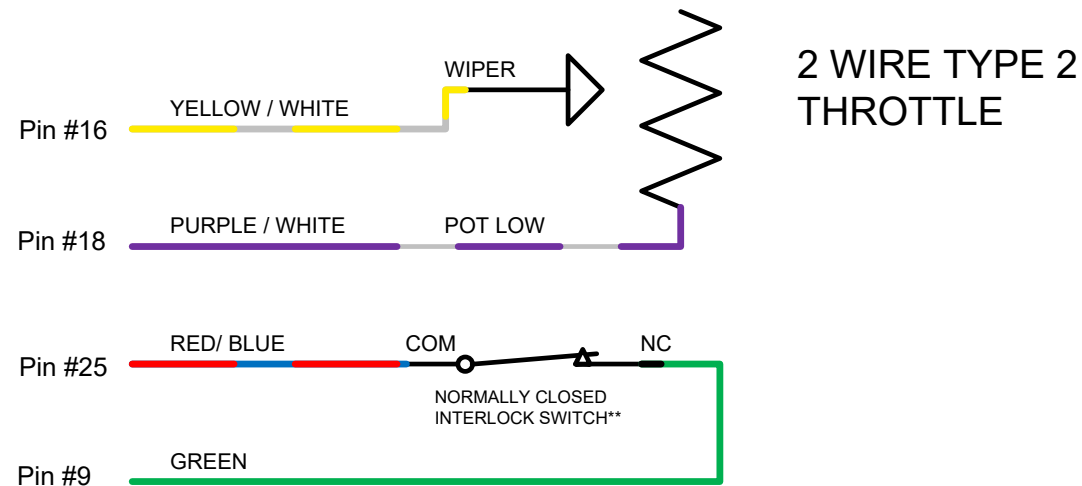 2 WIRE TYPE 2
THROTTLE
WIPER
YELLOW / WHITE
Pin #16
PURPLE / WHITE
POT LOW
Pin #18
RED/ BLUE
COM
NC
Pin #25
NORMALLY CLOSED
INTERLOCK SWITCH**
GREEN
Pin #9